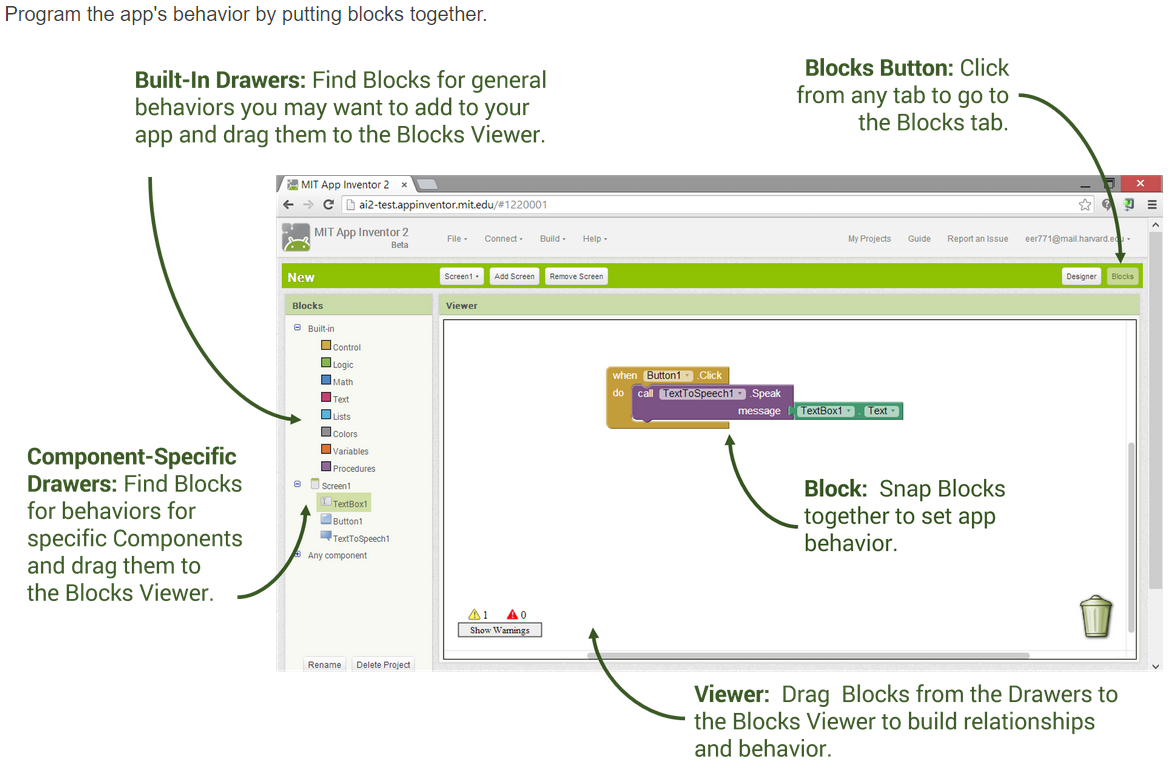 Program the app's behavior by putting blocks together.
Built-In Drawers: Find Blocks for general
behaviors you may want to add to your
app and drag them to the Blocks Viewer.
Blocks Button: Click
from any tab to go to
the Blocks tab.
MIT App Inventor 2
ai2-test.appinventor.mit.edu/#1220001
MIT App Inventor 2
Beta
File
Connect
Build
Help
My Projects
Guide
Report an Issue
eer771@mail.harvard.edu
New
Screen1
Add Screen
Remove Screen
Designer
Blocks
Blocks
Viewer
Built-in
Control
Logic
Math
Text
Lists
Colors
Variables
Procedures
Screen1
TextBox1
Button1
TextToSpeech1
Any component
Rename
Delete Project
when Button1 .Click
do call TextToSpeech1 .Speak
message TextBox1 . Text
1 0
Show Warnings
Component-Specific
Drawers: Find Blocks
for behaviors for
specific Components
and drag them to
the Blocks Viewer.
Block: Snap Blocks
together to set app
behavior.
Viewer: Drag Blocks from the Drawers to
the Blocks Viewer to build relationships
and behavior.